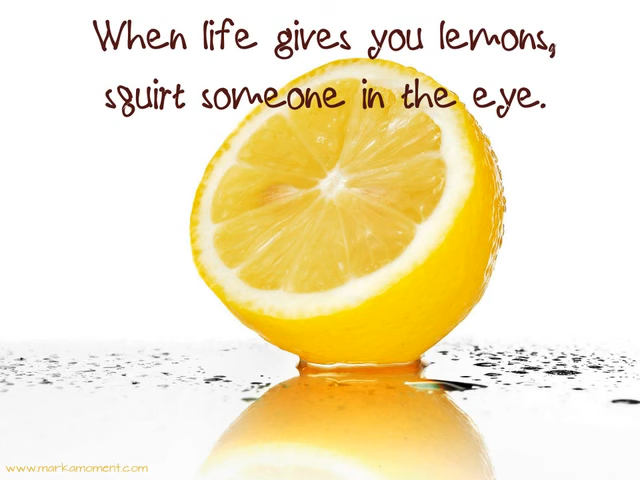 When life gives you lemons,
squirt someone in the eye.
www.markamoment.com